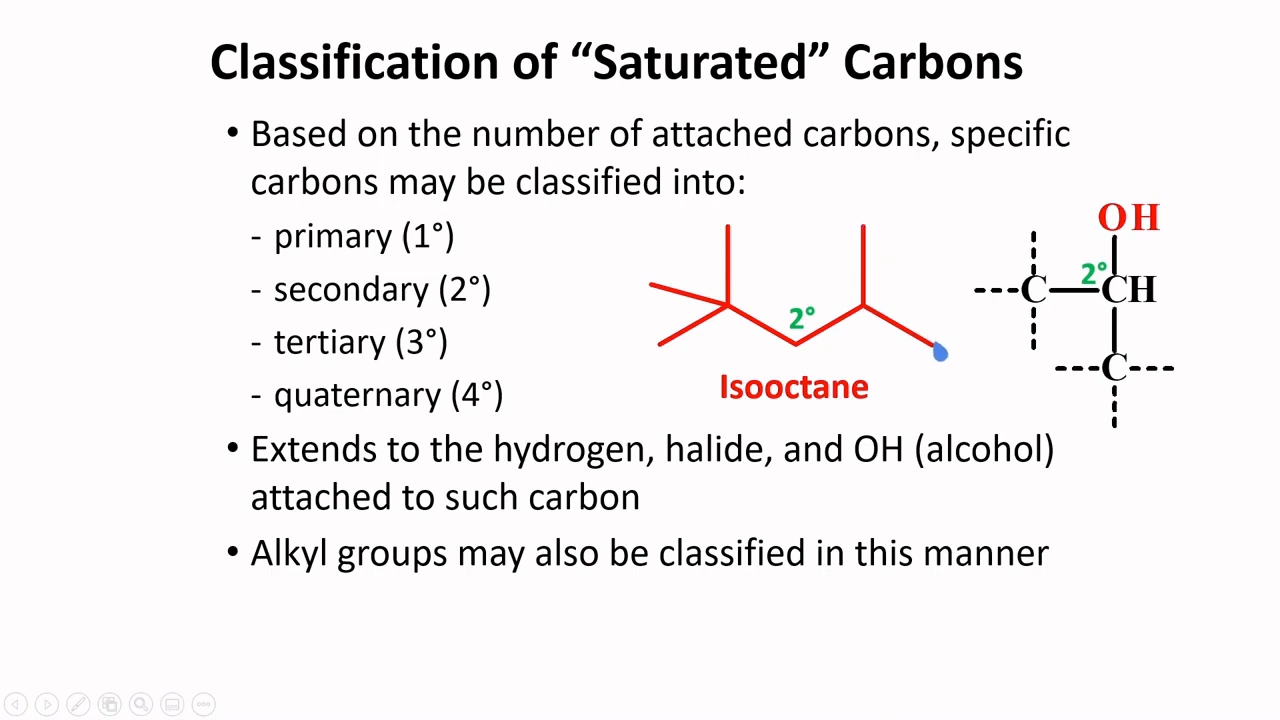 Classification of “Saturated” Carbons
• Based on the number of attached carbons, specific
carbons may be classified into:
- primary (1°)
- secondary (2°)
- tertiary (3°)
- quaternary (4°)
2°
Isooctane
OH
2°
C CH
C
• Extends to the hydrogen, halide, and OH (alcohol)
attached to such carbon
• Alkyl groups may also be classified in this manner